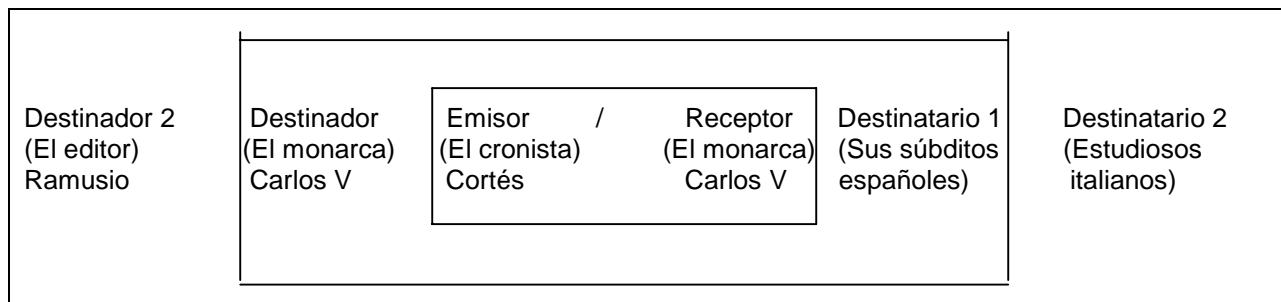 Destinador 2 Destinador Emisor / Receptor Destinatario 1 Destinatario 2
(El editor) (El monarca) (El cronista) (El monarca) (Sus súbditos (Estudiosos
Ramusio Carlos V Cortés Carlos V españoles) italianos)